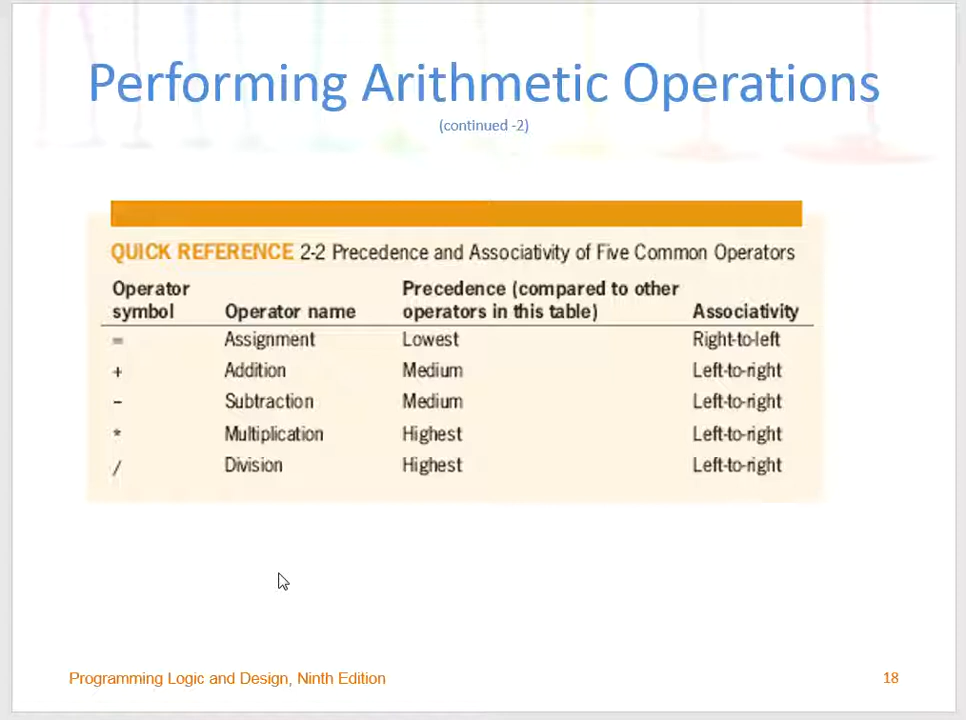 Performing Arithmetic Operations
(continued -2)
QUICK REFERENCE 2-2 Precedence and Associativity of Five Common Operators
Operator symbol Operator name Precedence (compared to other operators in this table) Associativity
= Assignment Lowest Right-to-left
+ Addition Medium Left-to-right
– Subtraction Medium Left-to-right
* Multiplication Highest Left-to-right
/ Division Highest Left-to-right
Programming Logic and Design, Ninth Edition 18